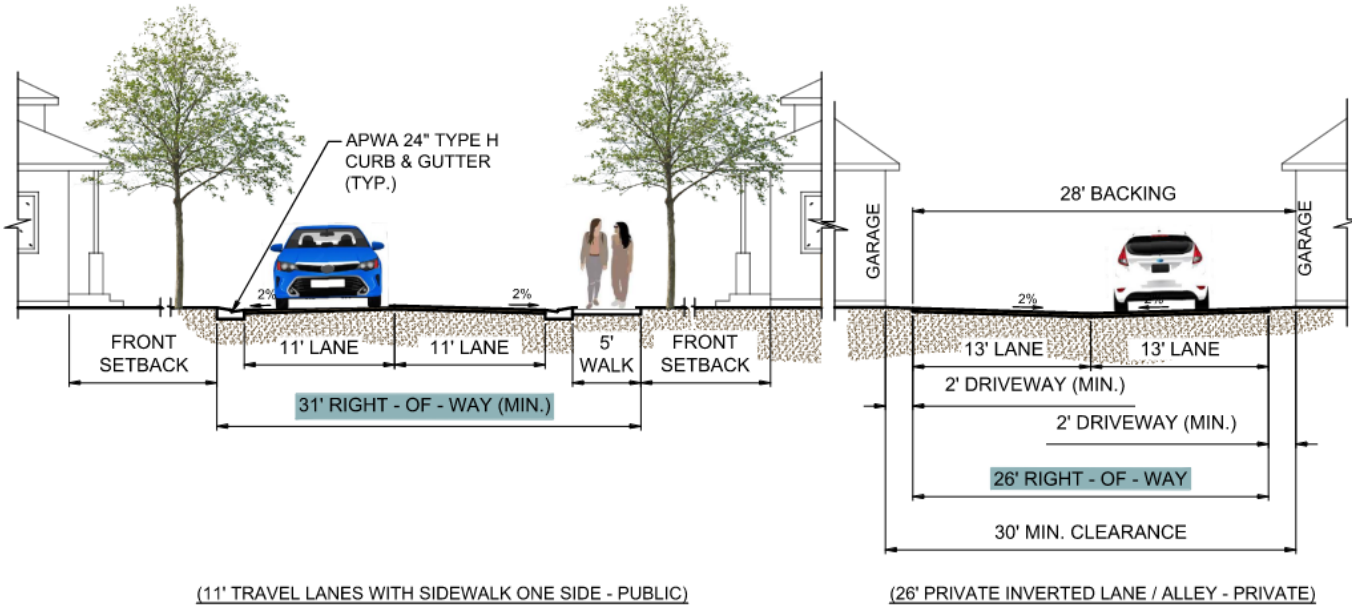 APWA 24" TYPE H
CURB & GUTTER
(TYP.)
2%
2%
FRONT
SETBACK
11' LANE
11' LANE
5'
WALK
FRONT
SETBACK
31' RIGHT - OF - WAY (MIN.)
(11' TRAVEL LANES WITH SIDEWALK ONE SIDE - PUBLIC)
28' BACKING
GARAGE
GARAGE
2%
2%
13' LANE
13' LANE
2' DRIVEWAY (MIN.)
2' DRIVEWAY (MIN.)
26' RIGHT - OF - WAY
30' MIN. CLEARANCE
(26' PRIVATE INVERTED LANE / ALLEY - PRIVATE)